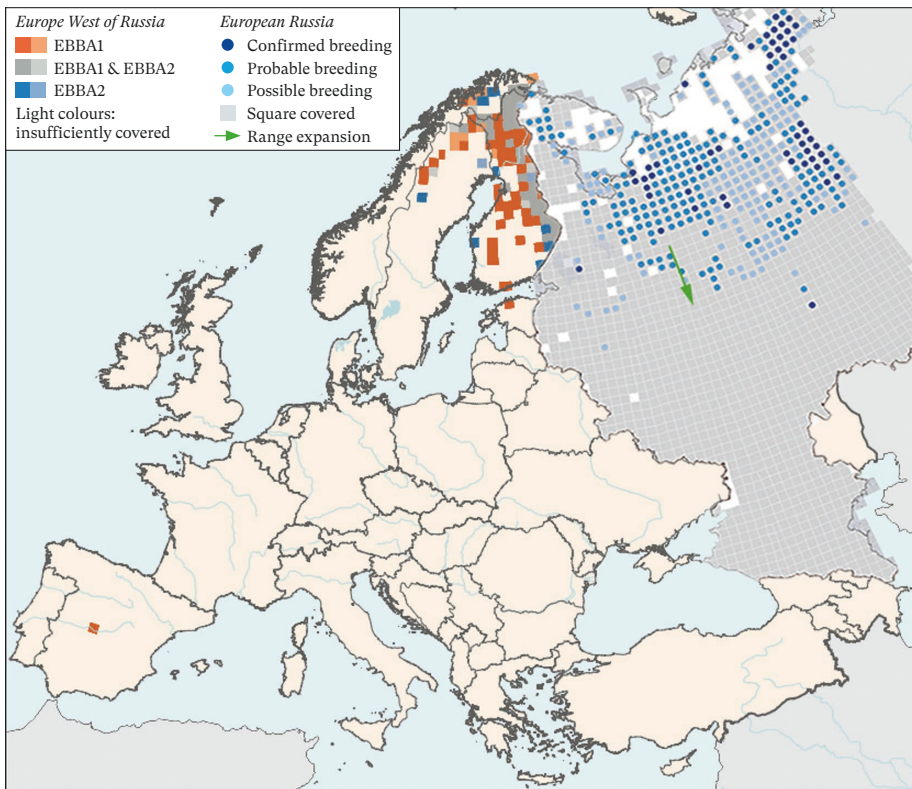 Europe West of Russia
EBBA1
EBBA1 & EBBA2
EBBA2
Light colours:
insufficiently covered
European Russia
Confirmed breeding
Probable breeding
Possible breeding
Square covered
Range expansion